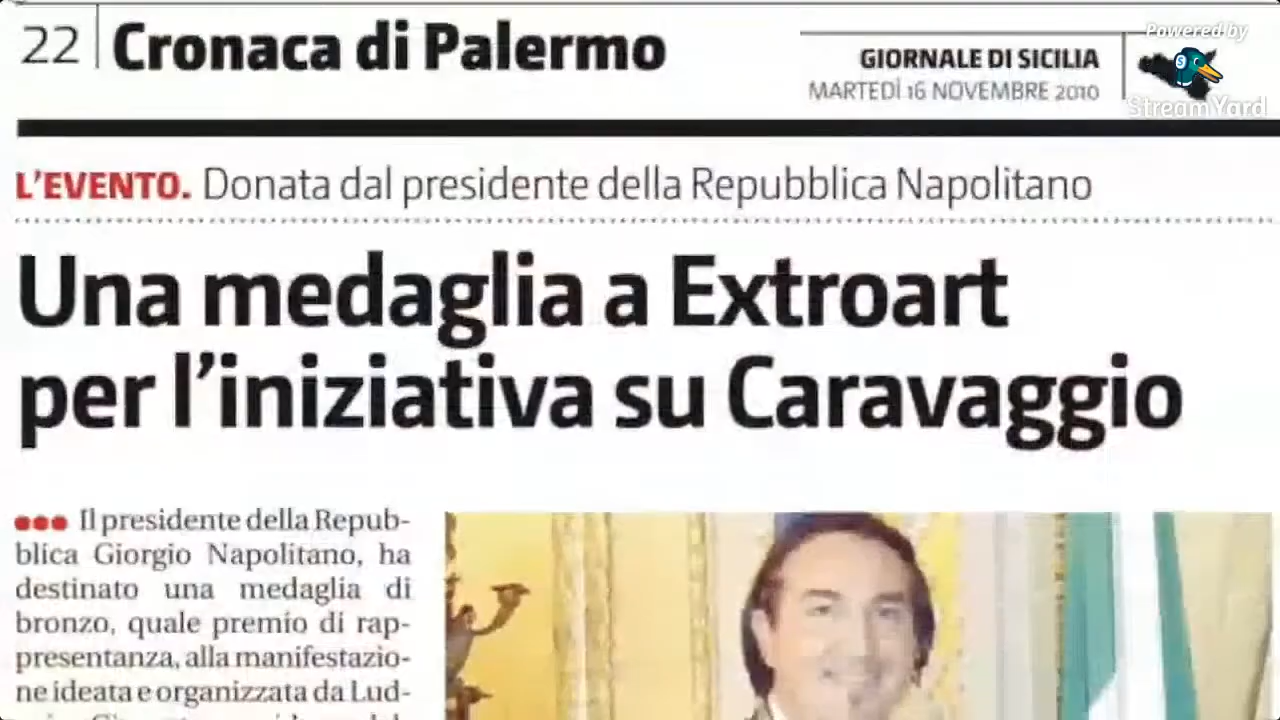 22 Cronaca di Palermo
GIORNALE DI SICILIA
MARTEDÌ 16 NOVEMBRE 2010
Powered by
StreamYard
L'EVENTO. Donata dal presidente della Repubblica Napolitano
Una medaglia a Extroart
per l'iniziativa su Caravaggio
Il presidente della Repub-
blica Giorgio Napolitano, ha
destinato una medaglia di
bronzo, quale premio di rap-
presentanza, alla manifestazio-
ne ideata e organizzata da Lud-